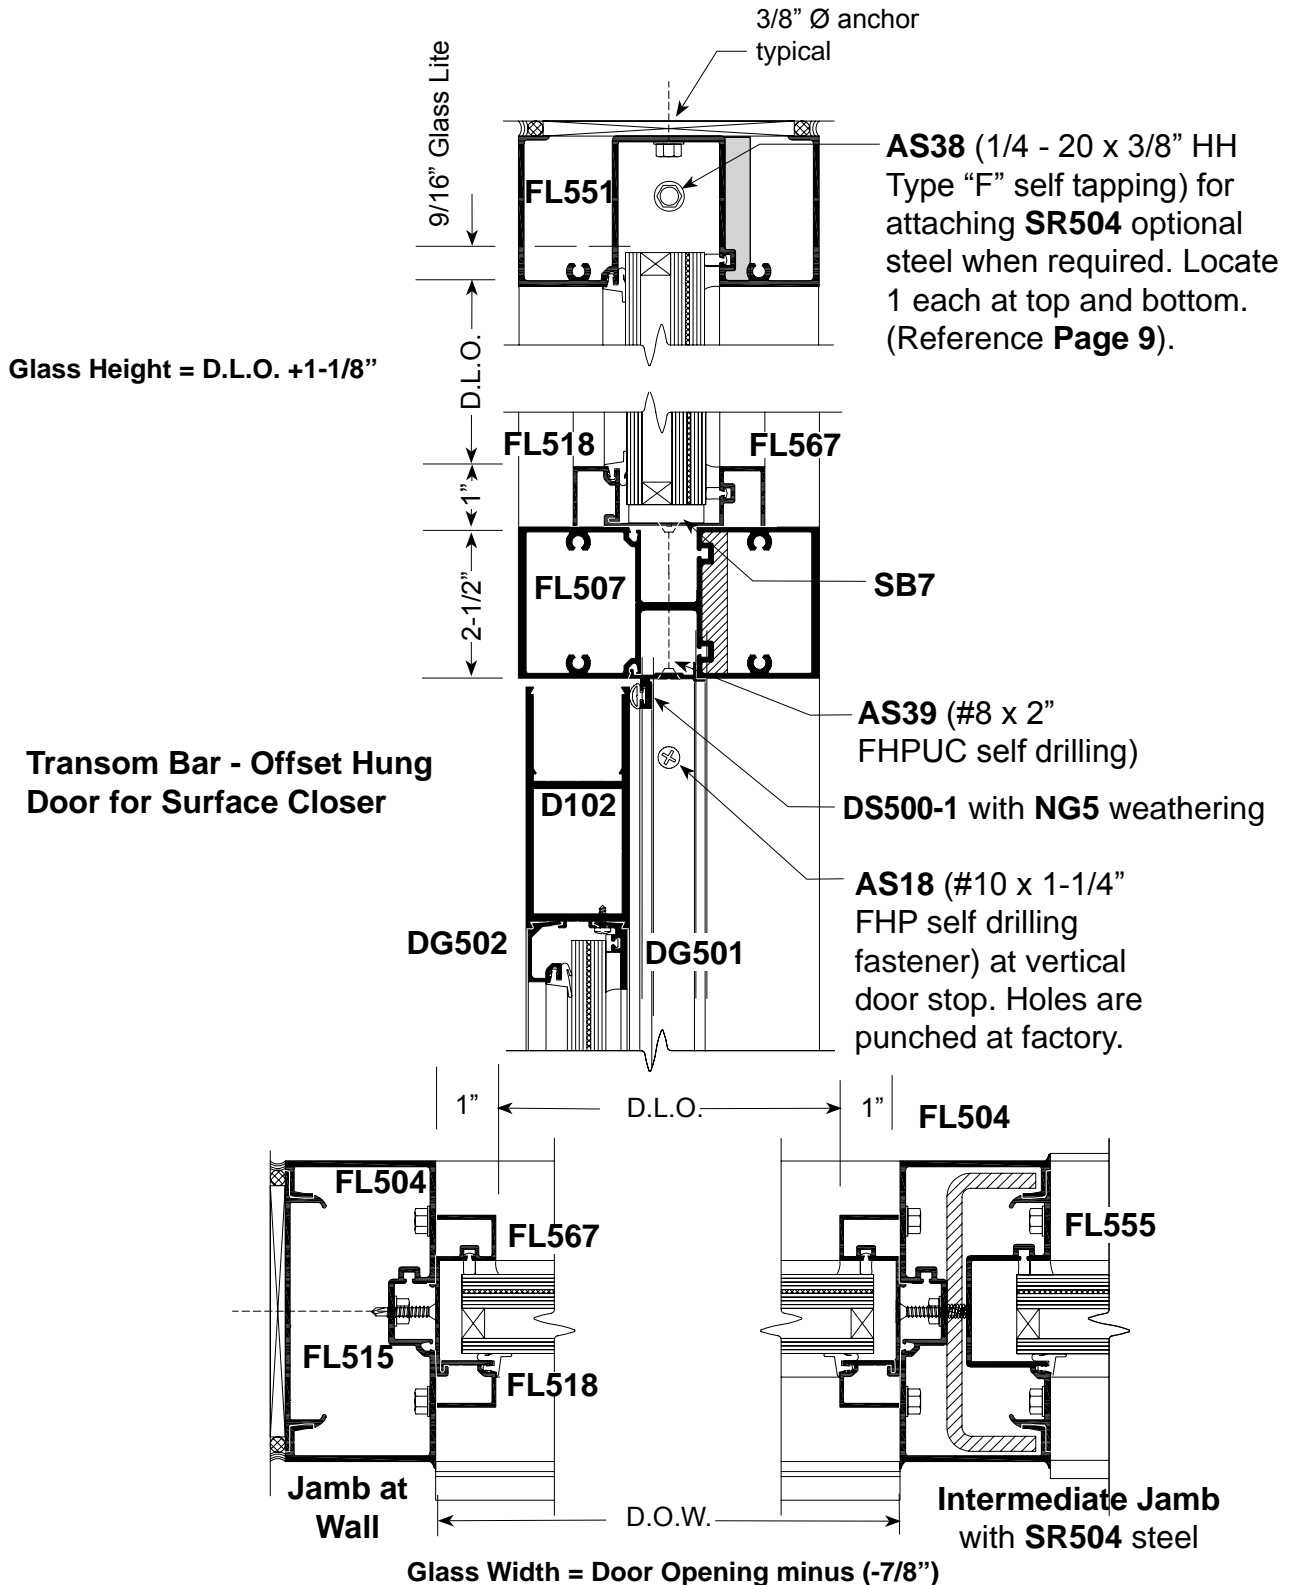 3/8” Ø anchor
typical
9/16” Glass Lite
AS38 (1/4 - 20 x 3/8” HH
Type “F” self tapping) for
attaching SR504 optional
steel when required. Locate
1 each at top and bottom.
(Reference Page 9).
FL551
D.L.O.
Glass Height = D.L.O. +1-1/8”
FL518
FL567
1”
2-1/2”
FL507
SB7
AS39 (#8 x 2”
FHPUC self drilling)
Transom Bar - Offset Hung
Door for Surface Closer
D102
DS500-1 with NG5 weathering
AS18 (#10 x 1-1/4”
FHP self drilling
fastener) at vertical
door stop. Holes are
punched at factory.
DG502
DG501
1”
D.L.O.
1”
FL504
FL504
FL567
FL555
FL515
FL518
Jamb at
Wall
D.O.W.
Intermediate Jamb
with SR504 steel
Glass Width = Door Opening minus (-7/8”)